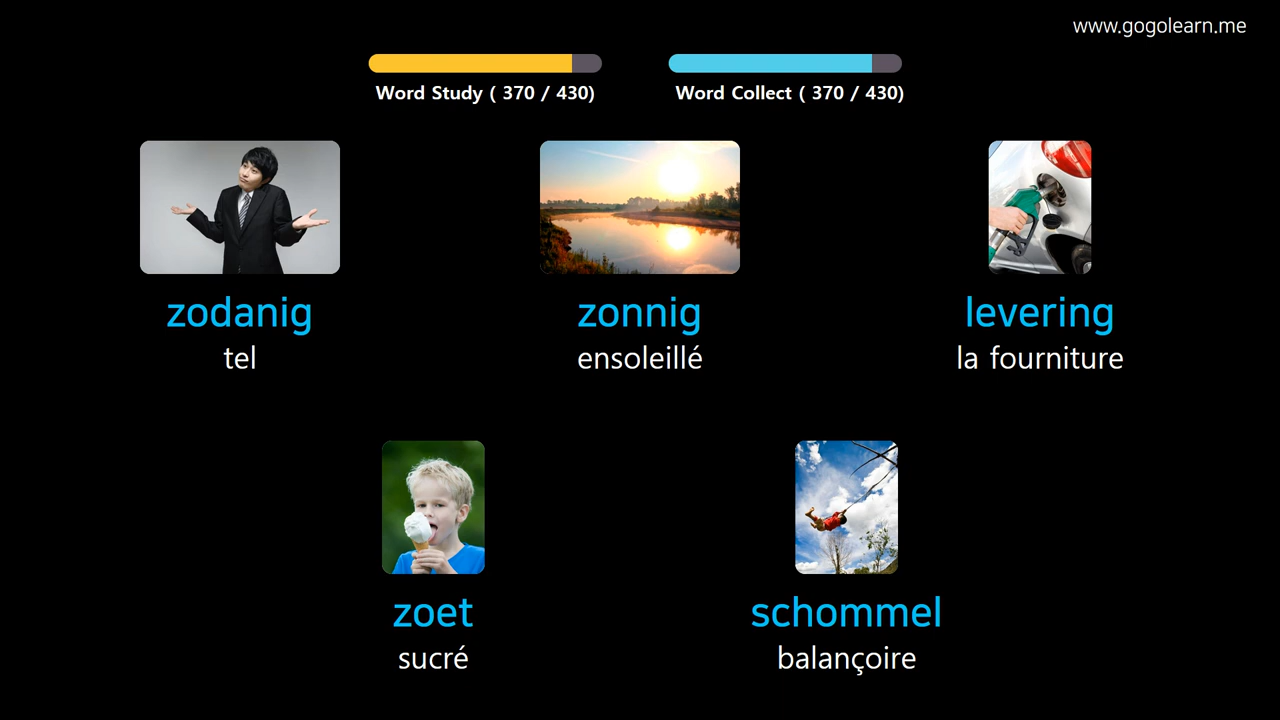 www.gogolearn.me
Word Study ( 370 / 430)
Word Collect ( 370 / 430)
zodanig
tel
zonnig
ensoleillé
levering
la fourniture
zoet
sucré
schommel
balançoire